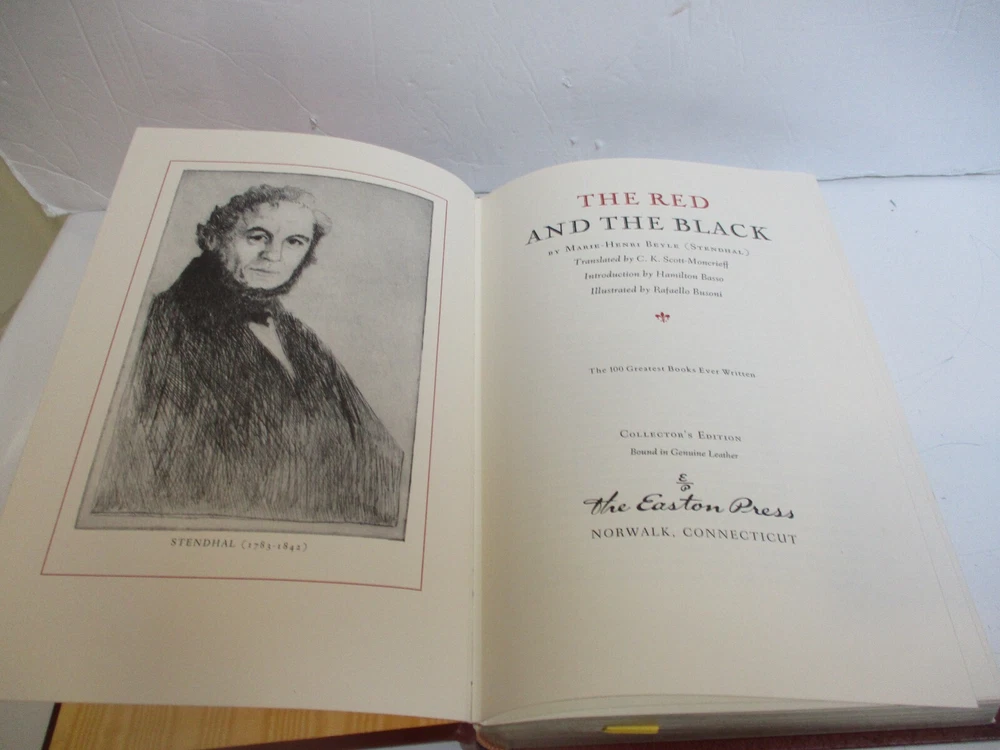 STENDHAL (1783-1842)
THE RED
AND THE BLACK
BY MARIE-HENRI BEYLE (STENDHAL)
Translated by C. K. Scott-Moncrieff
Introduction by Hamilton Basso
Illustrated by Rafaello Busoni
The 100 Greatest Books Ever Written
COLLECTOR'S EDITION
Bound in Genuine Leather
E
P
The Easton Press
NORWALK, CONNECTICUT